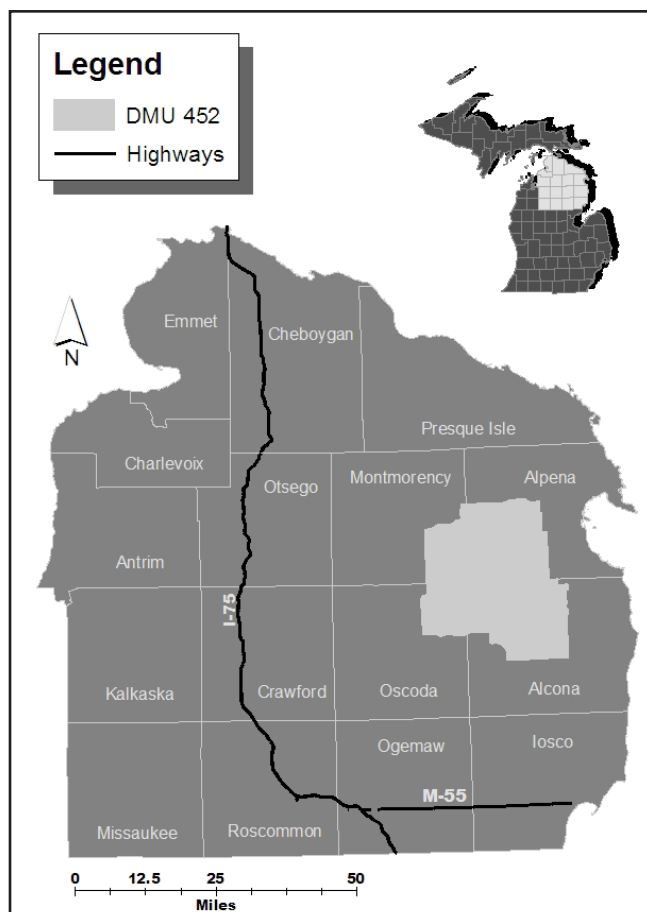 Legend
DMU 452
Highways
N
Emmet
Cheboygan
Presque Isle
Charlevoix
Otsego
Montmorency
Alpena
Antrim
I-75
Kalkaska
Crawford
Oscoda
Alcona
Ogemaw
Iosco
M-55
Missaukee
Roscommon
0 12.5 25 50
Miles